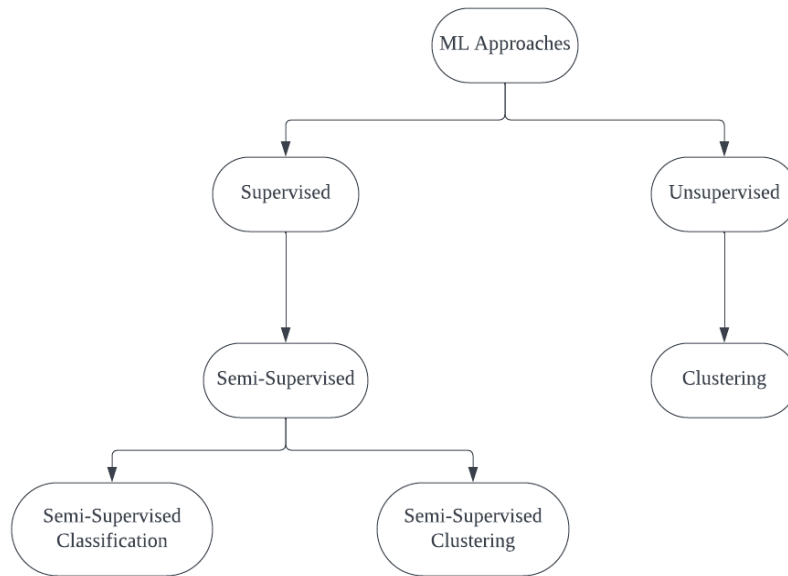 ML Approaches
Supervised
Unsupervised
Semi-Supervised
Clustering
Semi-Supervised
Classification
Semi-Supervised
Clustering